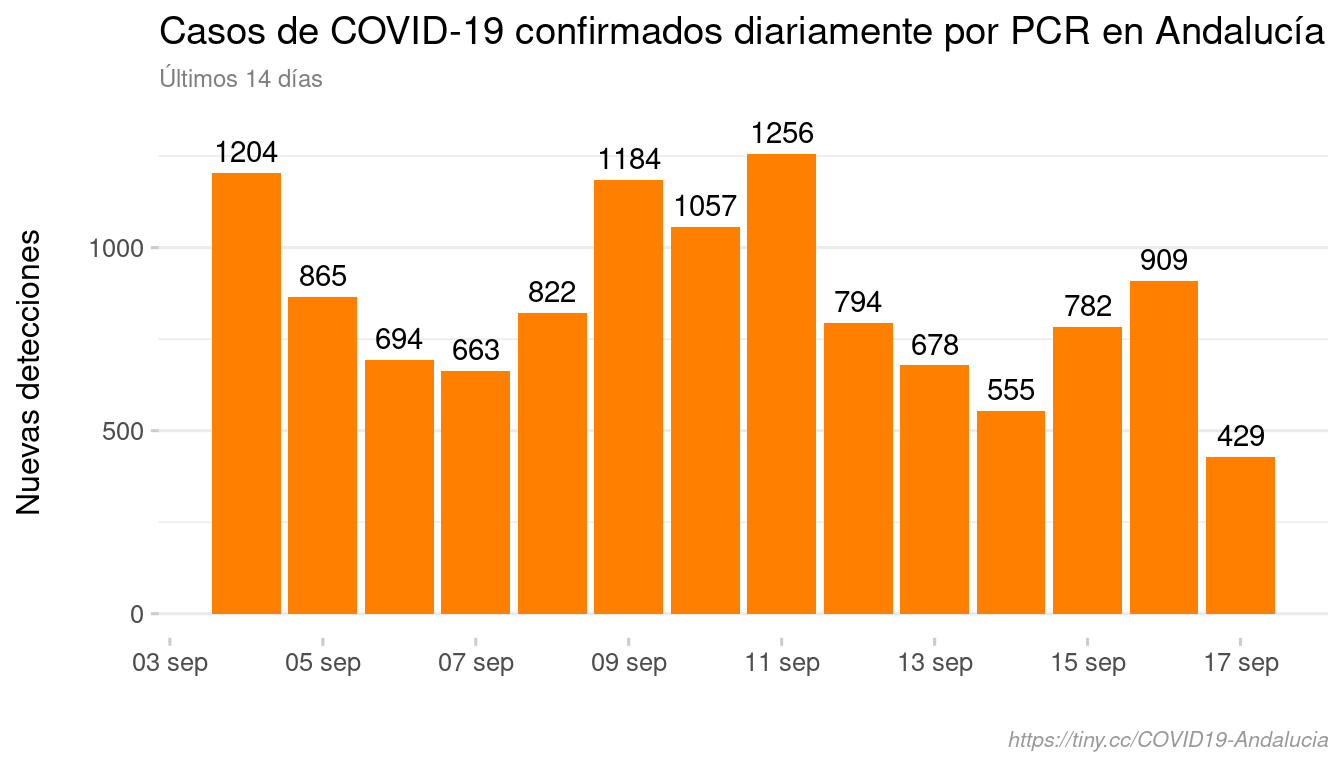 Casos de COVID-19 confirmados diariamente por PCR en Andalucía
Últimos 14 días
Nuevas detecciones
1000
500
0
1204
865
694
663
822
1184
1057
1256
794
678
555
782
909
429
03 sep
05 sep
07 sep
09 sep
11 sep
13 sep
15 sep
17 sep
https://tiny.cc/COVID19-Andalucia